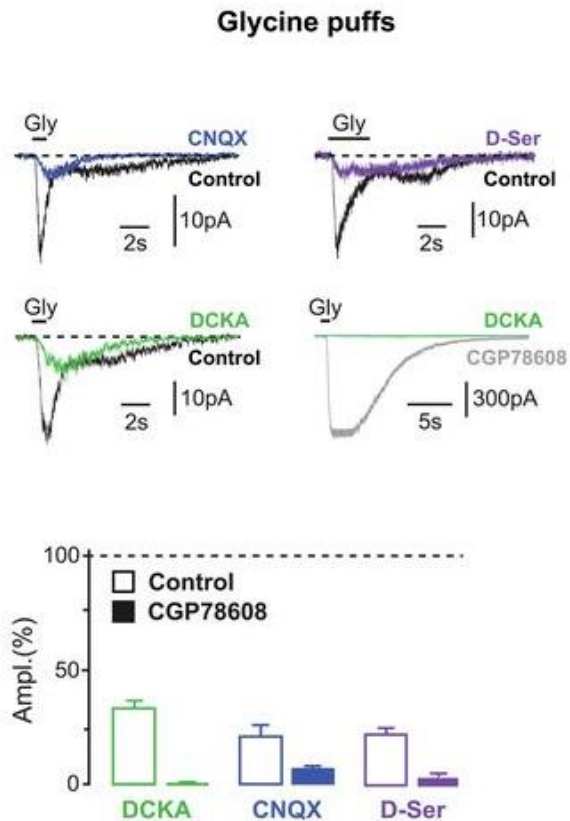 Glycine puffs
Gly
CNQX
Control
10pA
2s
Gly
D-Ser
Control
10pA
2s
Gly
DCKA
Control
10pA
2s
Gly
DCKA
CGP78608
300pA
5s
100
Control
CGP78608
50
Ampl.(%)
0
DCKA CNQX D-Ser